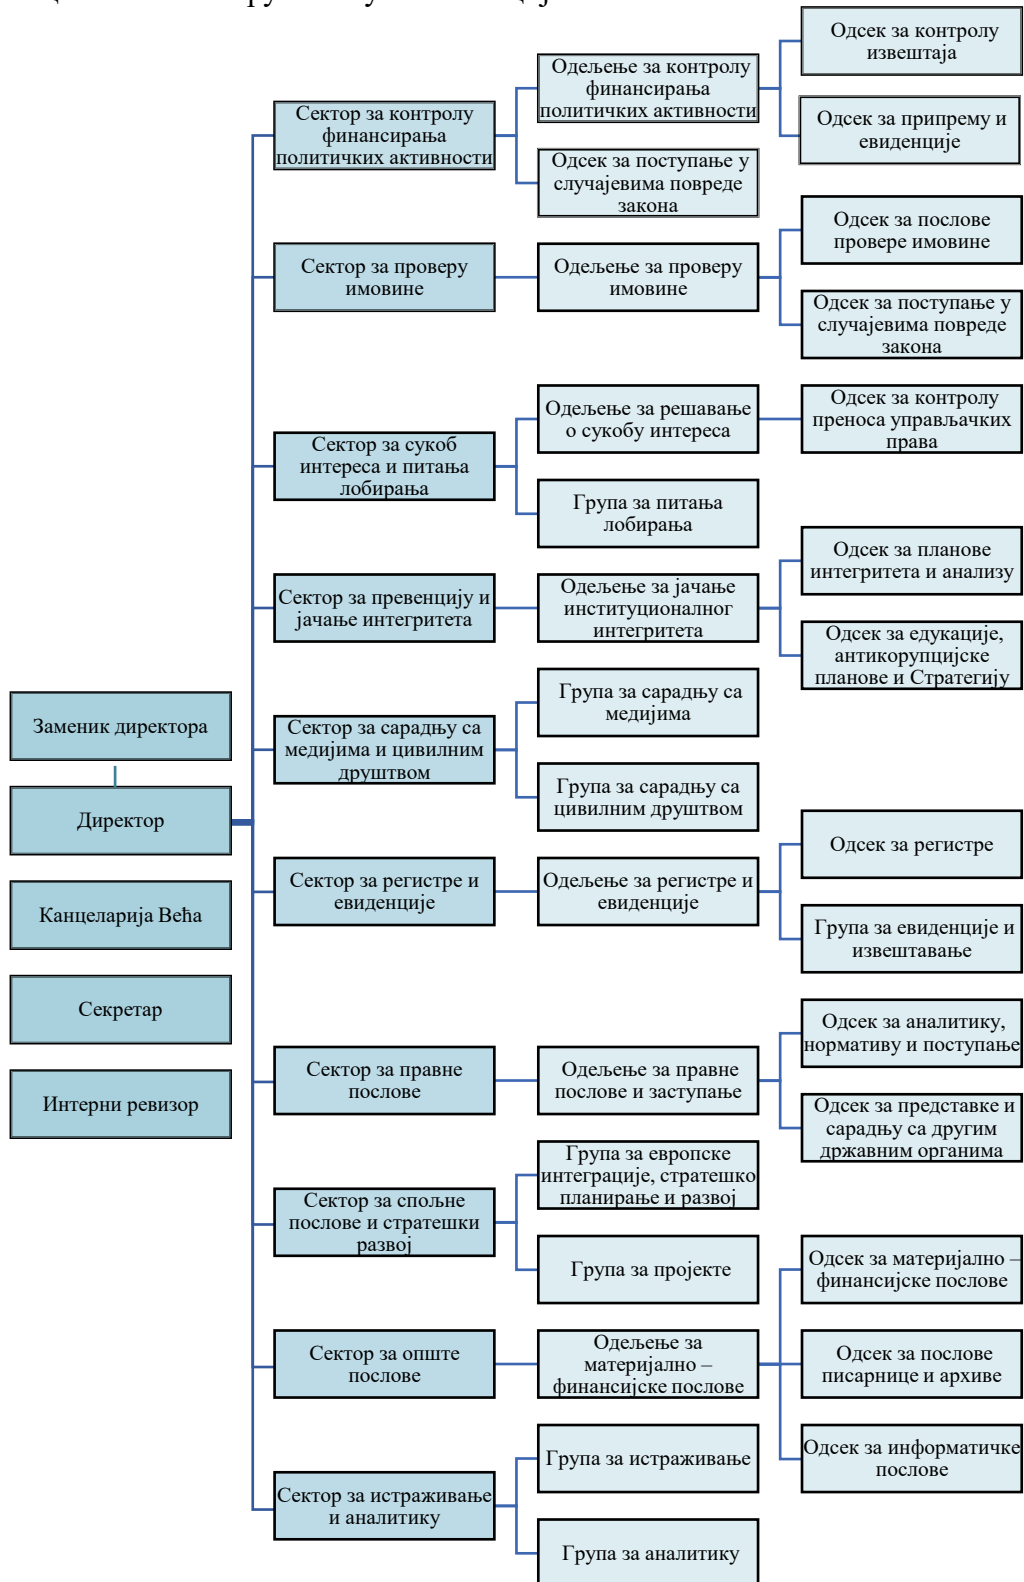 Заменик директора
Директор
Канцеларија Већа
Секретар
Интерни ревизор
Сектор за контролу
финансирања
политичких активности
Одељење за контролу
финансирања
политичких активности
Одсек за контролу
извештаја
Одсек за припрему и
евиденције
Одсек за поступање у
случајевима повреде
закона
Сектор за проверу
имовине
Одељење за проверу
имовине
Одсек за послове
провере имовине
Одсек за поступање у
случајевима повреде
закона
Сектор за сукоб
интереса и питања
лобирања
Одељење за решавање
о сукобу интереса
Одсек за контролу
преноса управљачких
права
Група за питања
лобирања
Сектор за превенцију и
јачање интегритета
Одељење за јачање
институционалног
интегритета
Одсек за планове
интегритета и анализу
Одсек за едукације,
антикорупцијске
планове и Стратегију
Сектор за сарадњу са
медијима и цивилним
друштвом
Група за сарадњу са
медијима
Група за сарадњу са
цивилним друштвом
Сектор за регистре и
евиденције
Одељење за регистре и
евиденције
Одсек за регистре
Група за евиденције и
извештавање
Сектор за правне
послове
Одељење за правне
послове и заступање
Одсек за аналитику,
нормативу и поступање
Одсек за представке и
сарадњу са другим
државним органима
Сектор за спољне
послове и стратешки
развој
Група за европске
интеграције, стратешко
планирање и развој
Група за пројекте
Сектор за опште
послове
Одељење за
материјално –
финансијске послове
Одсек за материјално –
финансијске послове
Одсек за послове
писарнице и архиве
Одсек за информатичке
послове
Сектор за истраживање
и аналитику
Група за истраживање
Група за аналитику